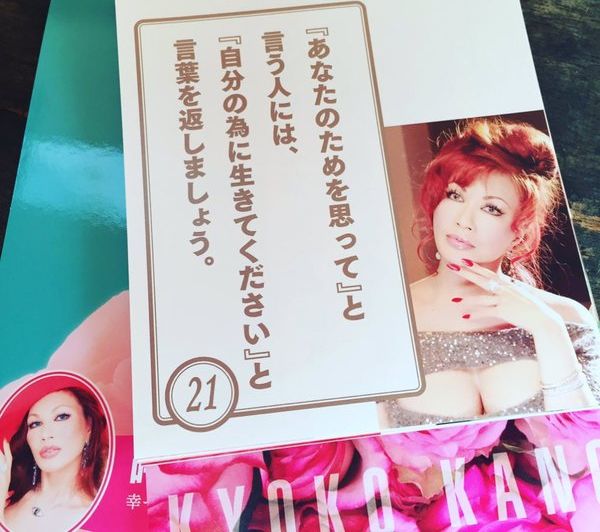 『あなたのためを思って』と
言う人には、
『自分の為に生きてください』と
言葉を返しましょう。
21
KYOKO KANO
幸